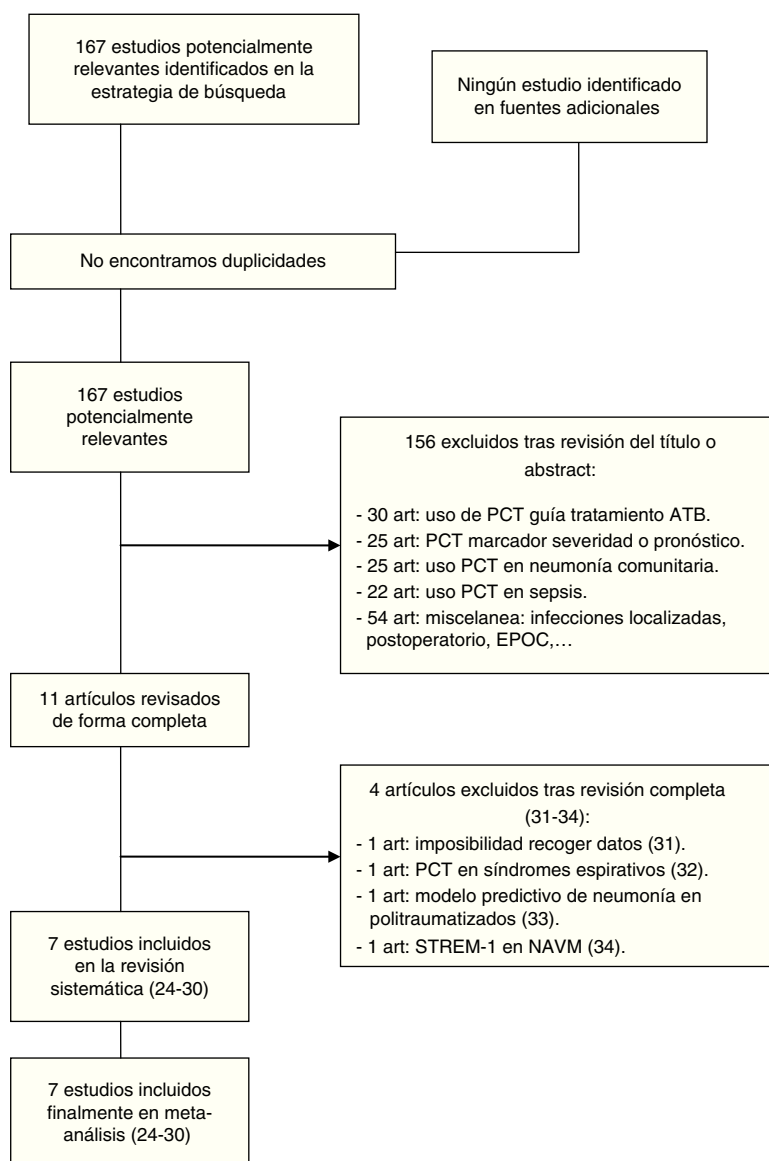 167 estudios potencialmente
relevantes identificados en la
estrategia de búsqueda
Ningún estudio identificado
en fuentes adicionales
No encontramos duplicidades
167 estudios
potencialmente
relevantes
156 excluidos tras revisión del título o
abstract:
- 30 art: uso de PCT guía tratamiento ATB.
- 25 art: PCT marcador severidad o pronóstico.
- 25 art: uso PCT en neumonía comunitaria.
- 22 art: uso PCT en sepsis.
- 54 art: miscelanea: infecciones localizadas,
postoperatorio, EPOC,…
11 artículos revisados
de forma completa
4 artículos excluidos tras revisión completa
(31-34):
- 1 art: imposibilidad recoger datos (31).
- 1 art: PCT en síndromes espirativos (32).
- 1 art: modelo predictivo de neumonía en
politraumatizados (33).
- 1 art: STREM-1 en NAVM (34).
7 estudios incluidos
en la revisión
sistemática (24-30)
7 estudios incluidos
finalmente en meta-
análisis (24-30)